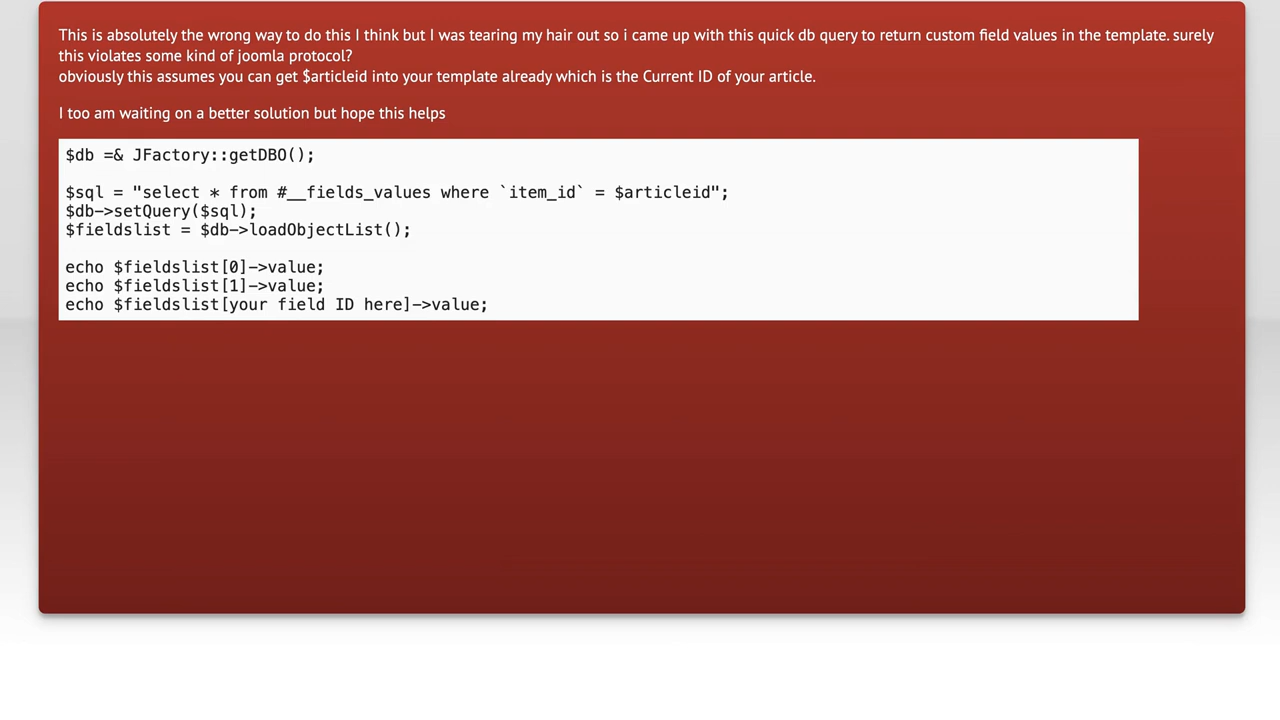 This is absolutely the wrong way to do this I think but I was tearing my hair out so i came up with this quick db query to return custom field values in the template. surely
this violates some kind of joomla protocol?
obviously this assumes you can get $articleid into your template already which is the Current ID of your article.
I too am waiting on a better solution but hope this helps
$db =& JFactory::getDBO();
$sql = "select * from #__fields_values where `item_id` = $articleid";
$db->setQuery($sql);
$fieldslist = $db->loadObjectList();
echo $fieldslist[0]->value;
echo $fieldslist[1]->value;
echo $fieldslist[your field ID here]->value;